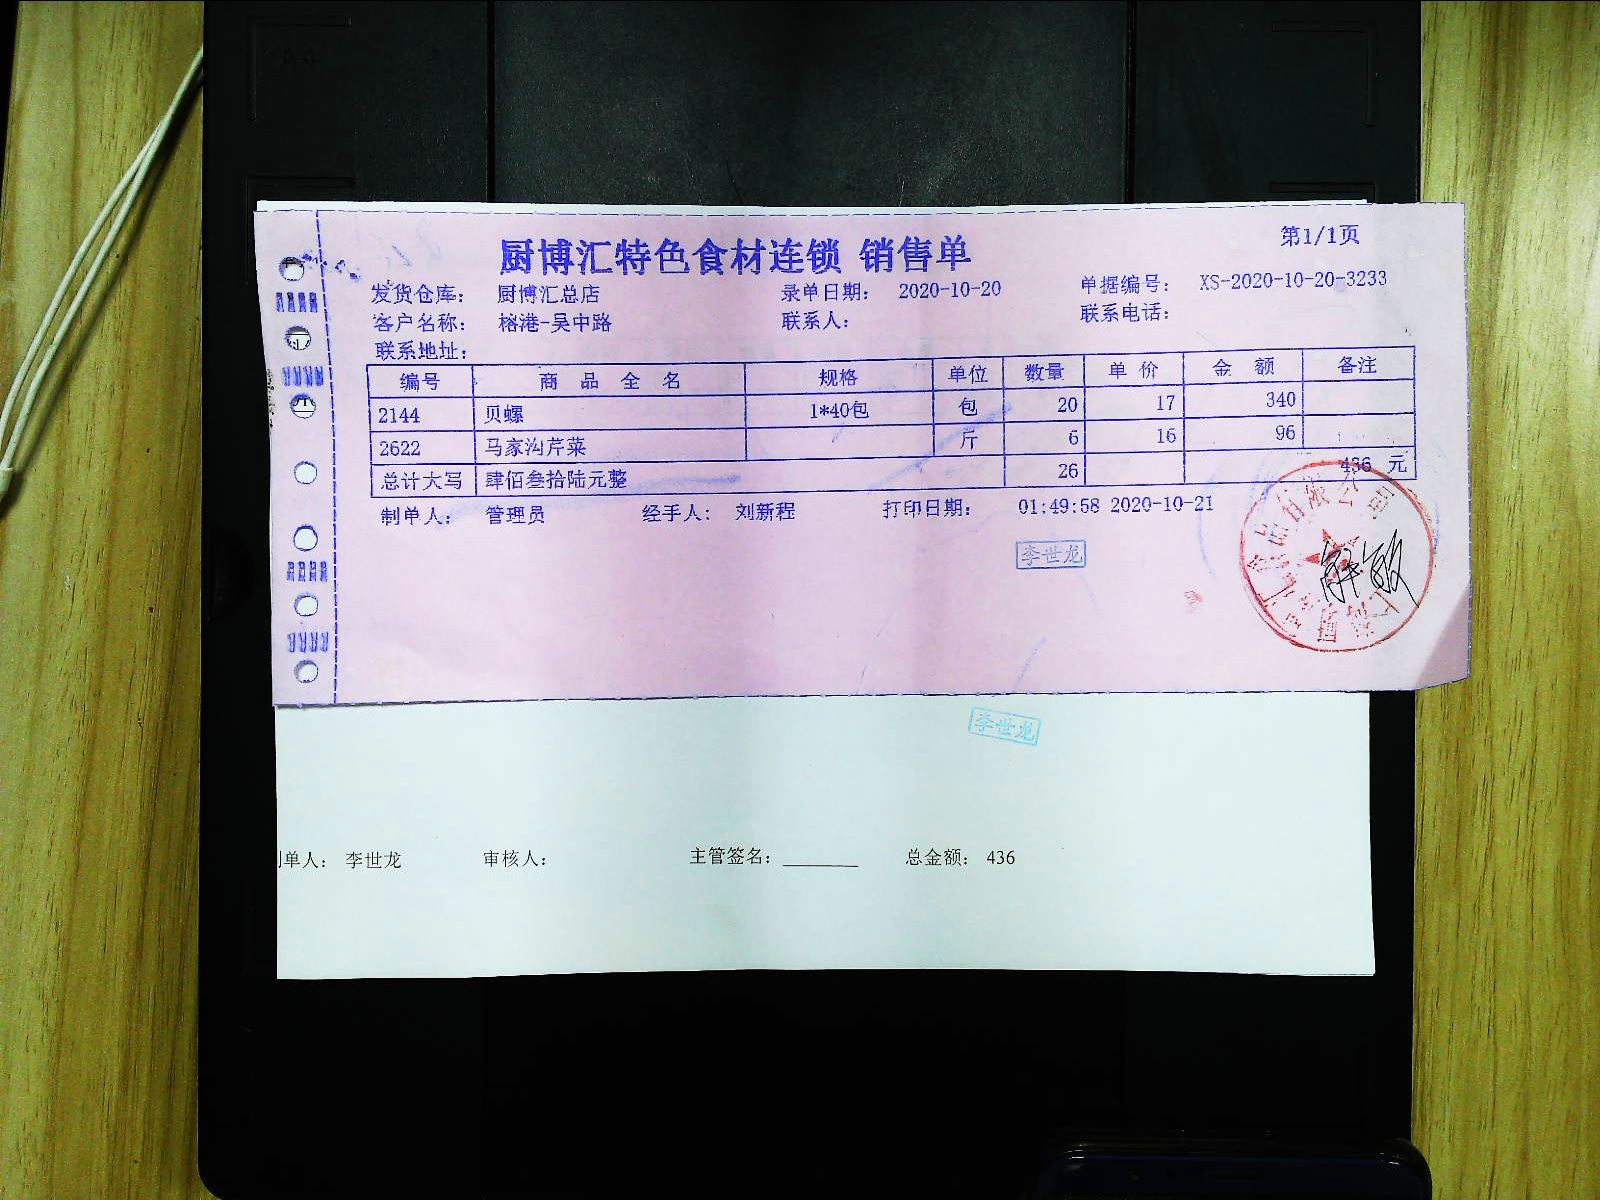 第1/1页
厨博汇特色食材连锁 销售单
发货仓库: 厨博汇总店 录单日期: 2020-10-20 单据编号: XS-2020-10-20-3233
客户名称: 榕港-吴中路 联系人: 联系电话:
联系地址:
编号 商品全名 规格 单位 数量 单价 金额 备注
2144 贝螺 1*40包 包 20 17 340
2622 马家沟芹菜 斤 6 16 96
总计大写 肆佰叁拾陆元整 26 436 元
制单人: 管理员 经手人: 刘新程 打印日期: 01:49:58 2020-10-21
李世龙
李世龙
单人: 李世龙 审核人: 主管签名: 总金额: 436